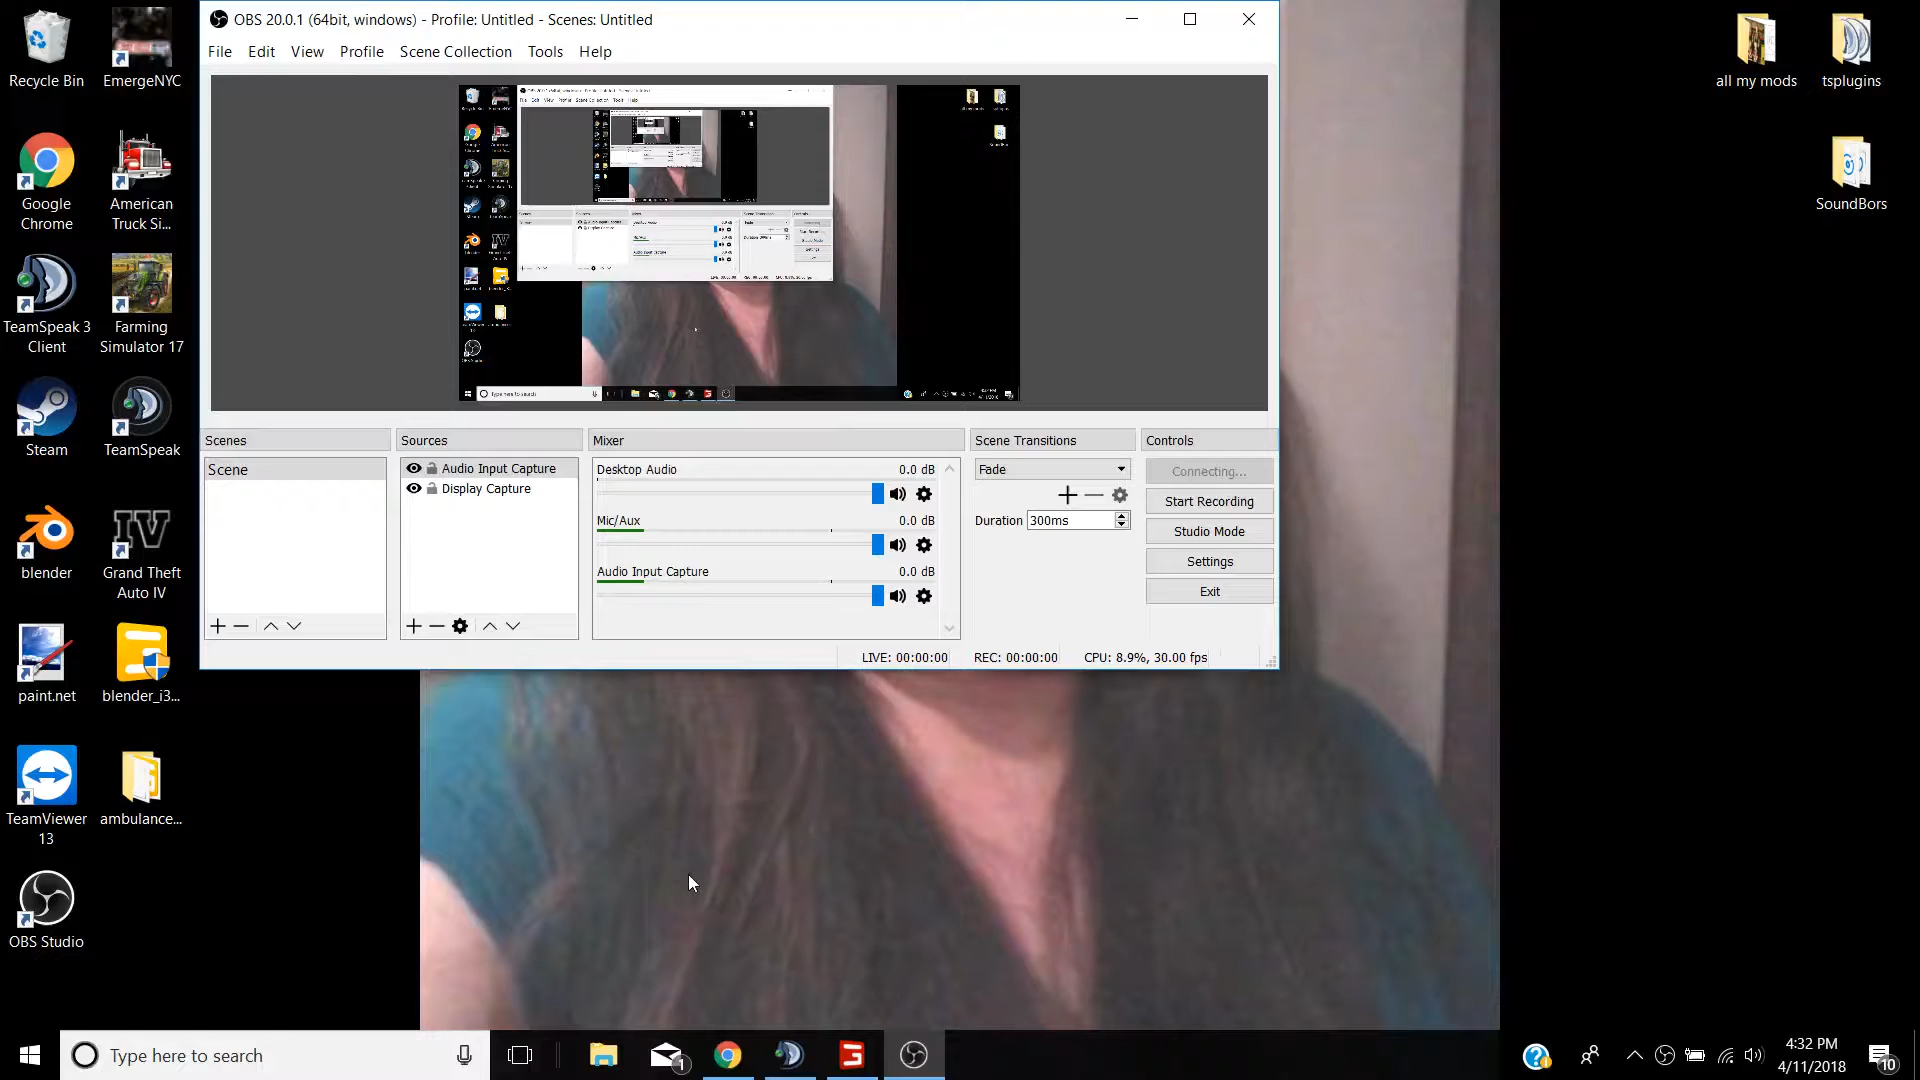 OBS 20.0.1 (64bit, windows) - Profile: Untitled - Scenes: Untitled
File Edit View Profile Scene Collection Tools Help
Recycle Bin
EmergeNYC
Google Chrome
American Truck Si...
TeamSpeak 3 Client
Farming Simulator 17
Steam
TeamSpeak
blender
Grand Theft Auto IV
paint.net
blender_i3...
TeamViewer 13
ambulance...
OBS Studio
all my mods
tsplugins
SoundBors
Scenes
Scene
Sources
Audio Input Capture
Display Capture
Mixer
Desktop Audio 0.0 dB
Mic/Aux 0.0 dB
Audio Input Capture 0.0 dB
Scene Transitions
Fade
Duration 300ms
Controls
Connecting...
Start Recording
Studio Mode
Settings
Exit
LIVE: 00:00:00 REC: 00:00:00 CPU: 8.9%, 30.00 fps
Type here to search
1
4:32 PM
4/11/2018
10